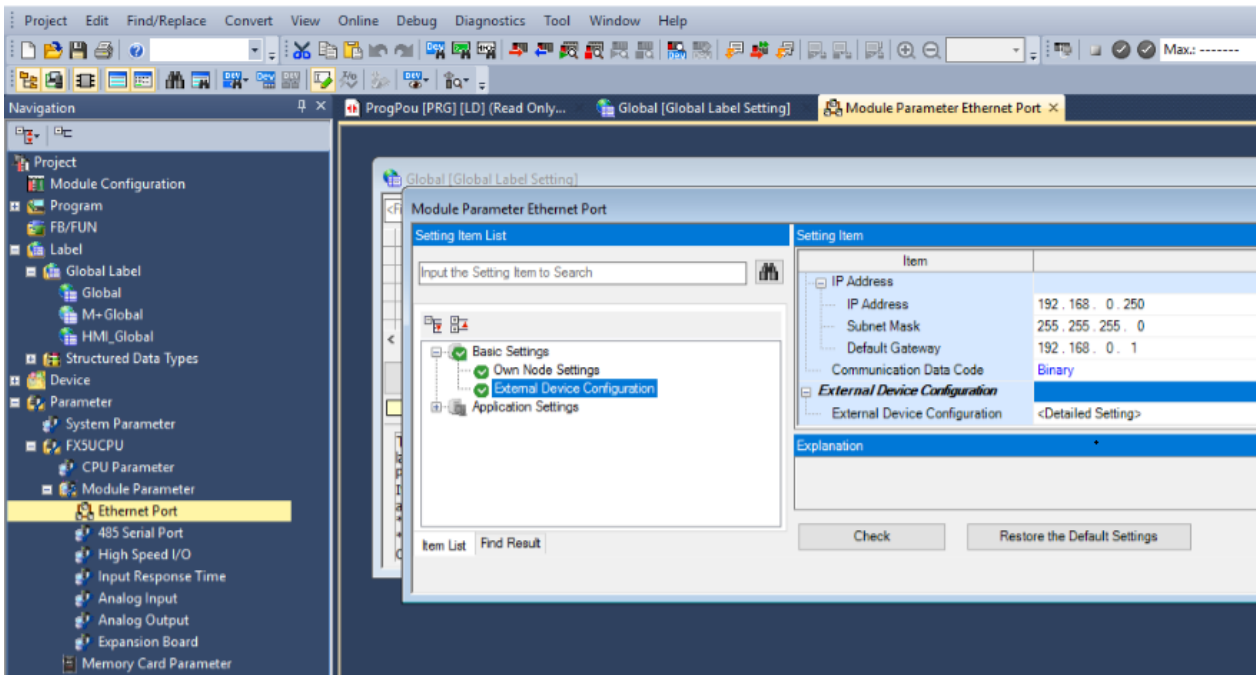 Project Edit Find/Replace Convert View Online Debug Diagnostics Tool Window Help
Max.: -------
Navigation
ProgPou [PRG] [LD] (Read Only...
Global [Global Label Setting]
Module Parameter Ethernet Port
Project
Module Configuration
Program
FB/FUN
Label
Global Label
Global
M+Global
HMI_Global
Structured Data Types
Device
Parameter
System Parameter
FX5UCPU
CPU Parameter
Module Parameter
Ethernet Port
485 Serial Port
High Speed I/O
Input Response Time
Analog Input
Analog Output
Expansion Board
Memory Card Parameter
Global [Global Label Setting]
Module Parameter Ethernet Port
Setting Item List
Input the Setting Item to Search
Basic Settings
Own Node Settings
External Device Configuration
Application Settings
Item List Find Result
Setting Item
Item
IP Address
IP Address 192 . 168 . 0 . 250
Subnet Mask 255 . 255 . 255 . 0
Default Gateway 192 . 168 . 0 . 1
Communication Data Code Binary
External Device Configuration
External Device Configuration <Detailed Setting>
Explanation
Check Restore the Default Settings